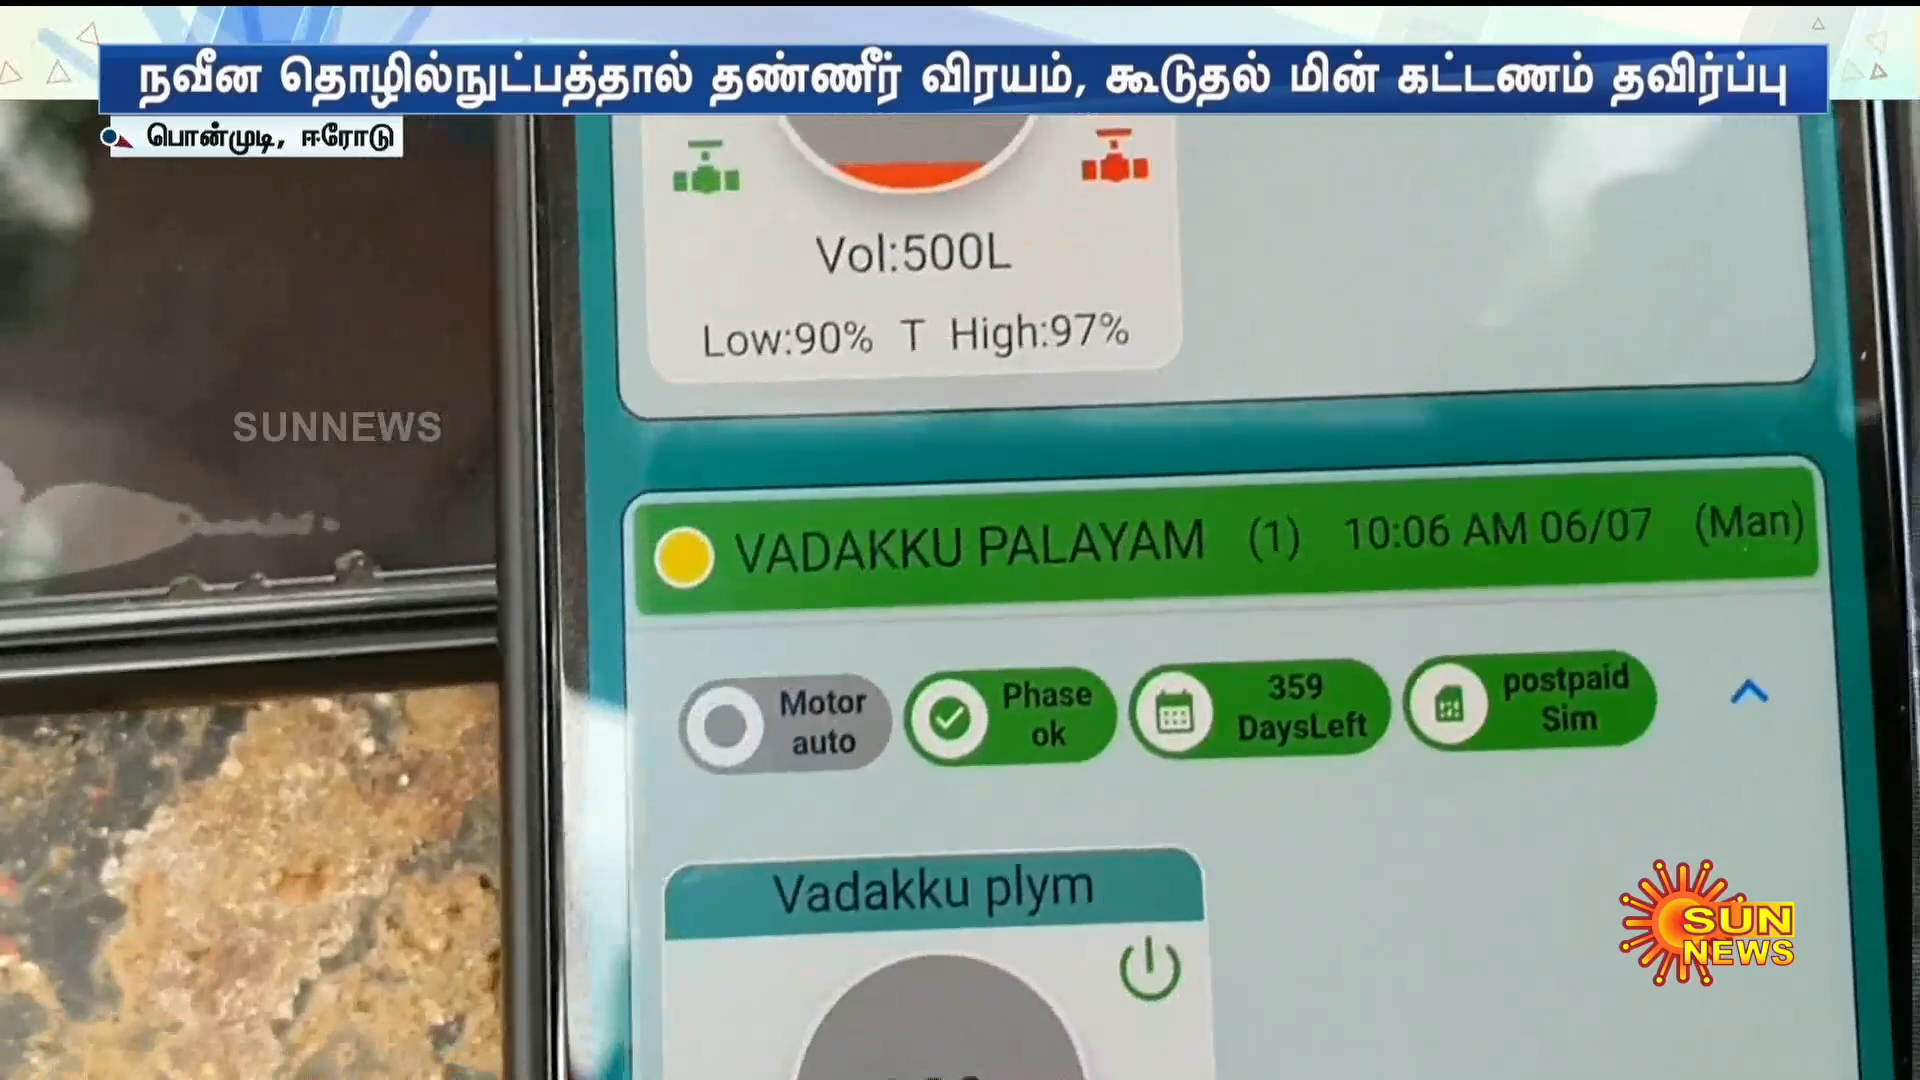 நவீன தொழில்நுட்பத்தால் தண்ணீர் விரயம், கூடுதல் மின் கட்டணம் தவிர்ப்பு
பொன்முடி, ஈரோடு
Vol:500L
Low:90% T High:97%
SUNNEWS
VADAKKU PALAYAM (1) 10:06 AM 06/07 (Man)
Motor auto
Phase ok
359 DaysLeft
postpaid Sim
Vadakku plym
SUN
NEWS